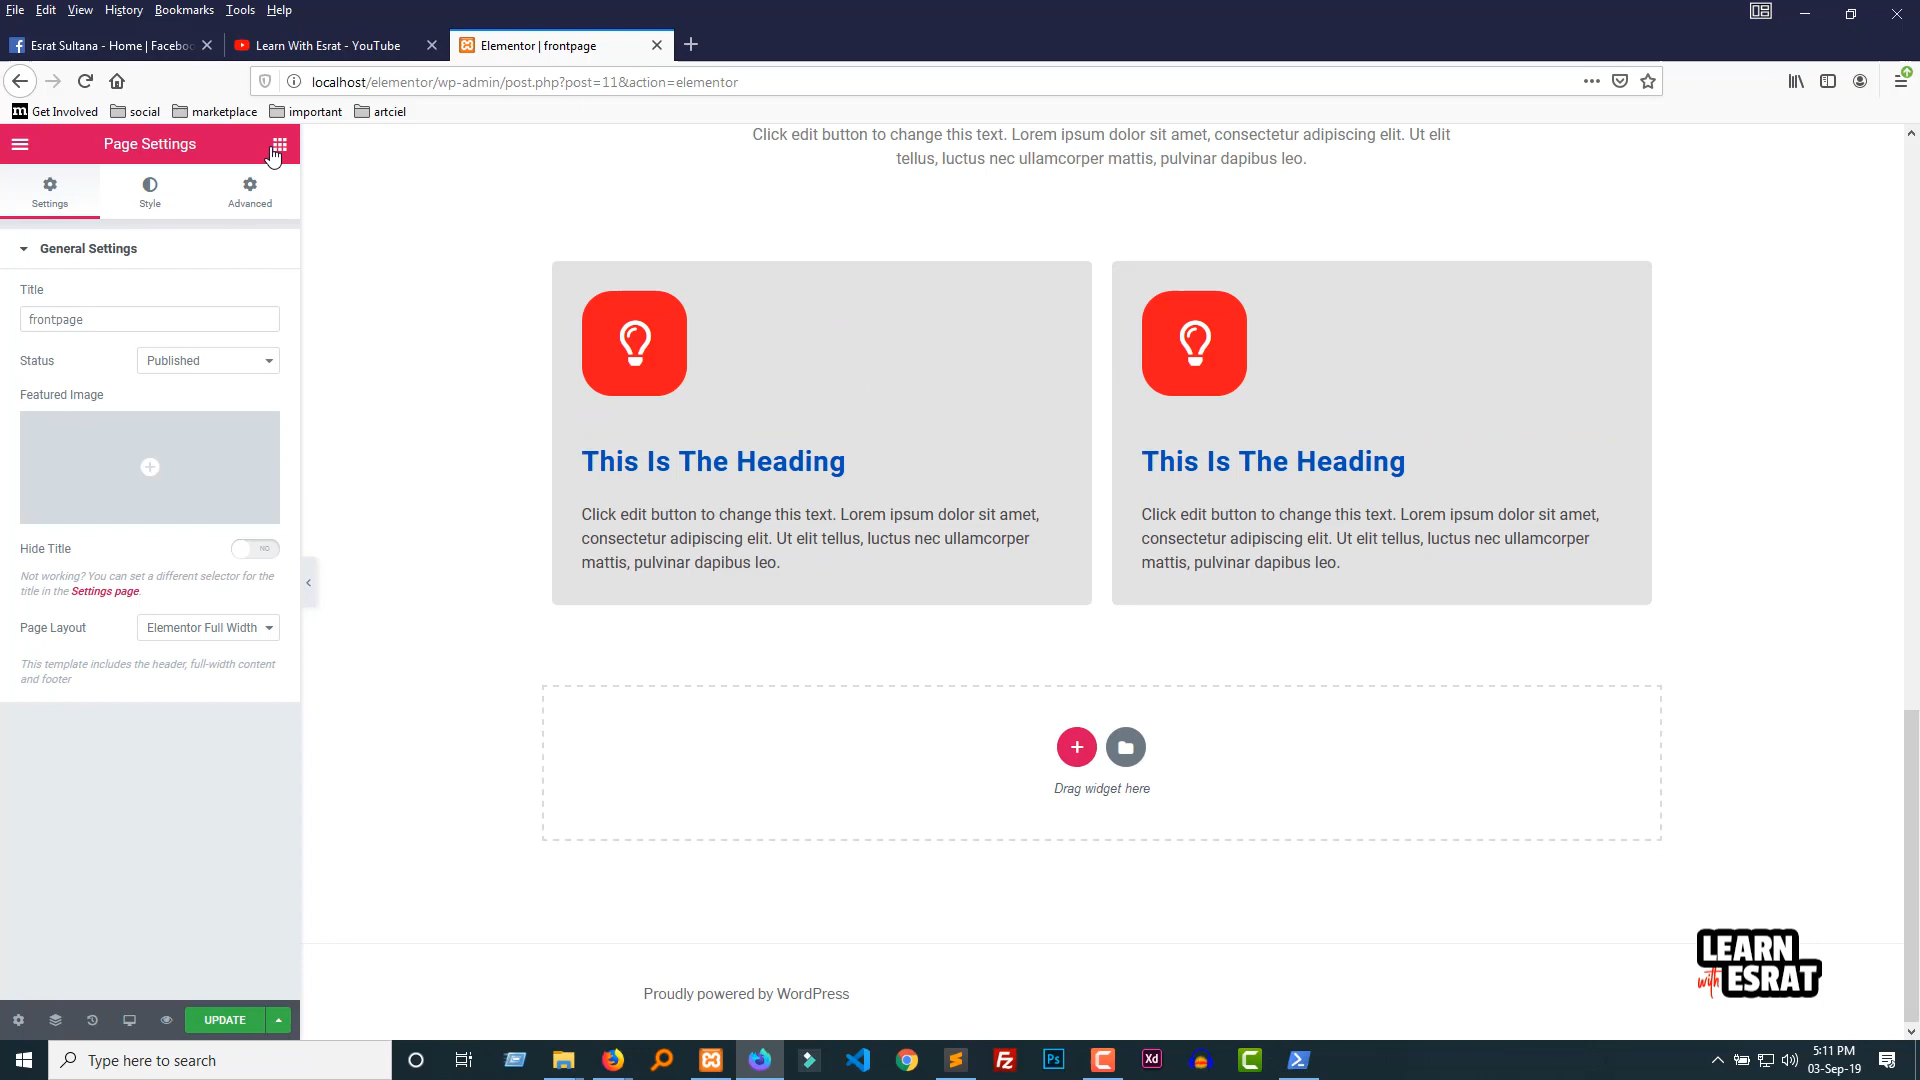 File Edit View History Bookmarks Tools Help
Esrat Sultana - Home | Faceboo
Learn With Esrat - YouTube
Elementor | frontpage
localhost/elementor/wp-admin/post.php?post=11&action=elementor
Get Involved social marketplace important artciel
Page Settings
Settings Style Advanced
General Settings
Title
frontpage
Status Published
Featured Image
Hide Title NO
Not working? You can set a different selector for the
title in the Settings page.
Page Layout Elementor Full Width
This template includes the header, full-width content
and footer
UPDATE
Click edit button to change this text. Lorem ipsum dolor sit amet, consectetur adipiscing elit. Ut elit
tellus, luctus nec ullamcorper mattis, pulvinar dapibus leo.
This Is The Heading
Click edit button to change this text. Lorem ipsum dolor sit amet,
consectetur adipiscing elit. Ut elit tellus, luctus nec ullamcorper
mattis, pulvinar dapibus leo.
This Is The Heading
Click edit button to change this text. Lorem ipsum dolor sit amet,
consectetur adipiscing elit. Ut elit tellus, luctus nec ullamcorper
mattis, pulvinar dapibus leo.
Drag widget here
Proudly powered by WordPress
LEARN
with ESRAT
Type here to search
Ps
Xd
5:11 PM
03-Sep-19